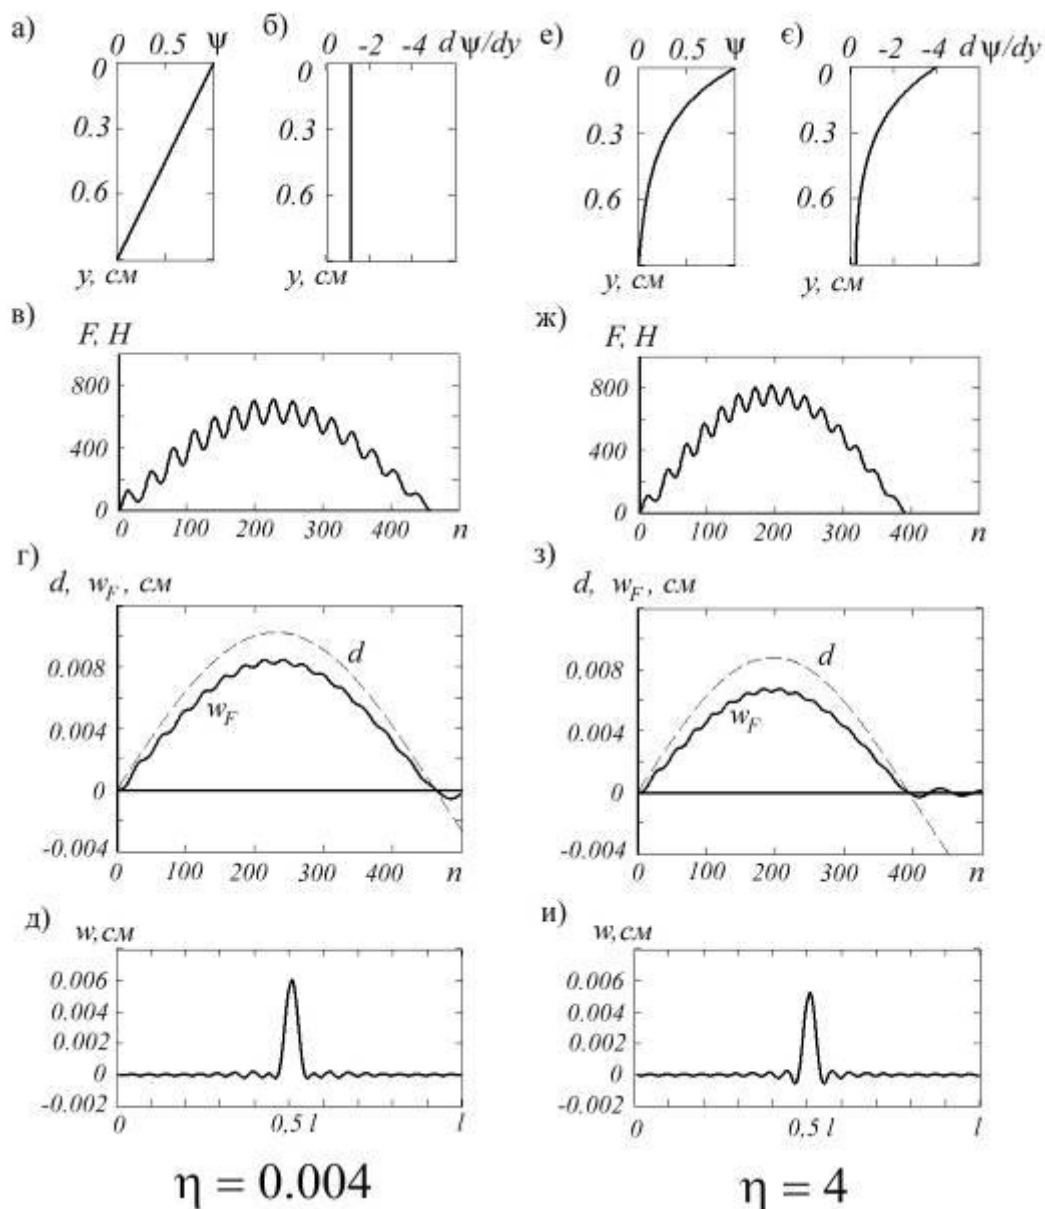 а) 0 0.5 ψ б) 0 -2 -4 dψ/dy е) 0 0.5 ψ є) 0 -2 -4 dψ/dy
0 0 0 0
0.3 0.3 0.3 0.3
0.6 0.6 0.6 0.6
y, см y, см y, см y, см
в) ж)
F, H F, H
800 800
400 400
0 0
0 100 200 300 400 n 0 100 200 300 400 n
г) з)
d, w_F, см d, w_F, см
0.008 d 0.008 d
w_F w_F
0.004 0.004
0 0
-0.004 -0.004
0 100 200 300 400 n 0 100 200 300 400 n
д) и)
w,см w,см
0.006 0.006
0.004 0.004
0.002 0.002
0 0
-0.002 -0.002
0 0,5 l l 0 0,5 l l
η = 0.004 η = 4